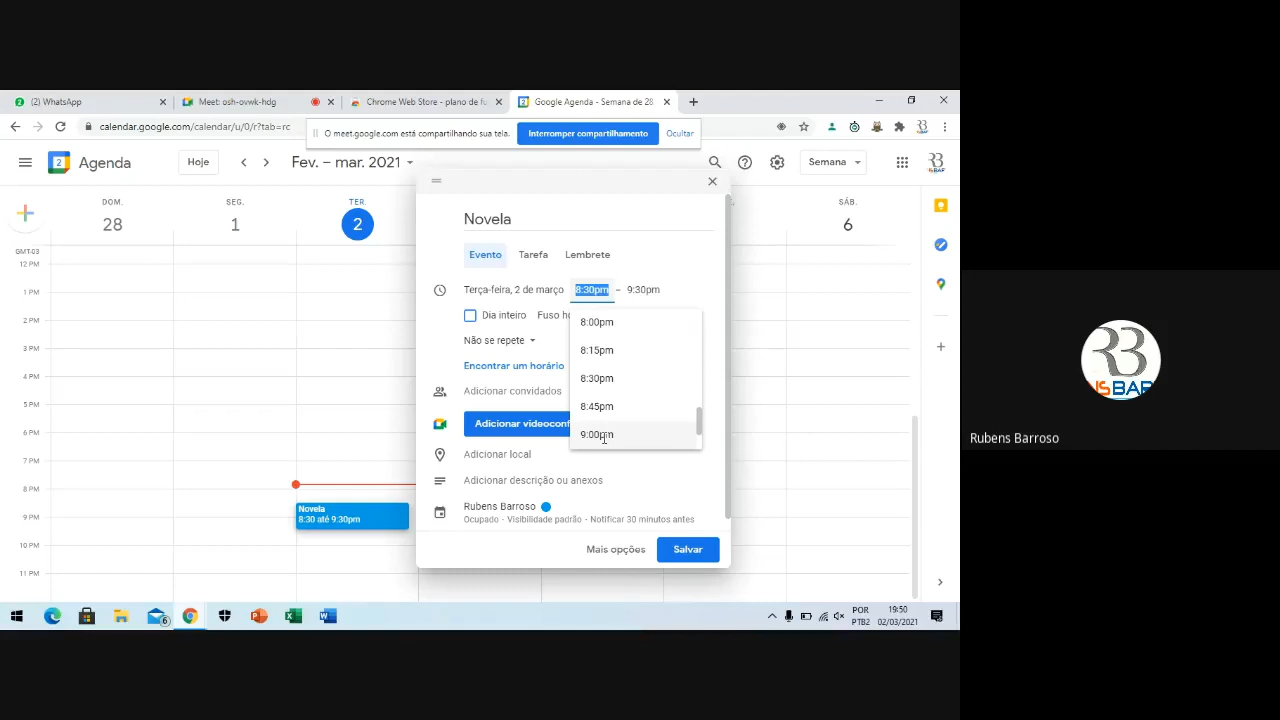 (2) WhatsApp
Meet: osh-ovwk-hdg
Chrome Web Store - plano de fu
Google Agenda - Semana de 28
calendar.google.com/calendar/u/0/r?tab=rc
O meet.google.com está compartilhando sua tela.
Interromper compartilhamento
Ocultar
2
Agenda
Hoje
Fev. – mar. 2021
Semana
DOM.
28
SEG.
1
TER.
2
SÁB.
6
GMT-03
12 PM
1 PM
2 PM
3 PM
4 PM
5 PM
6 PM
7 PM
8 PM
9 PM
10 PM
11 PM
Novela
8:30 até 9:30pm
Novela
Evento
Tarefa
Lembrete
Terça-feira, 2 de março
8:30pm
–
9:30pm
Dia inteiro
Fuso ho
Não se repete
Encontrar um horário
Adicionar convidados
Adicionar videoconf
Adicionar local
Adicionar descrição ou anexos
Rubens Barroso
Ocupado · Visibilidade padrão · Notificar 30 minutos antes
8:00pm
8:15pm
8:30pm
8:45pm
9:00pm
Mais opções
Salvar
6
POR
PTB2
19:50
02/03/2021
Rubens Barroso